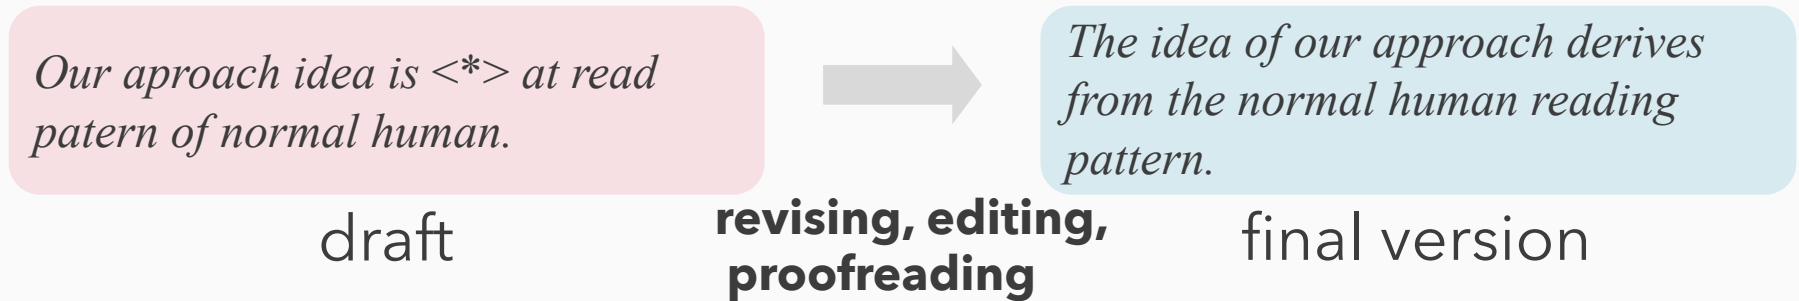 Our aproach idea is <*> at read
patern of normal human.
The idea of our approach derives
from the normal human reading
pattern.
draft
revising, editing,
proofreading
final version